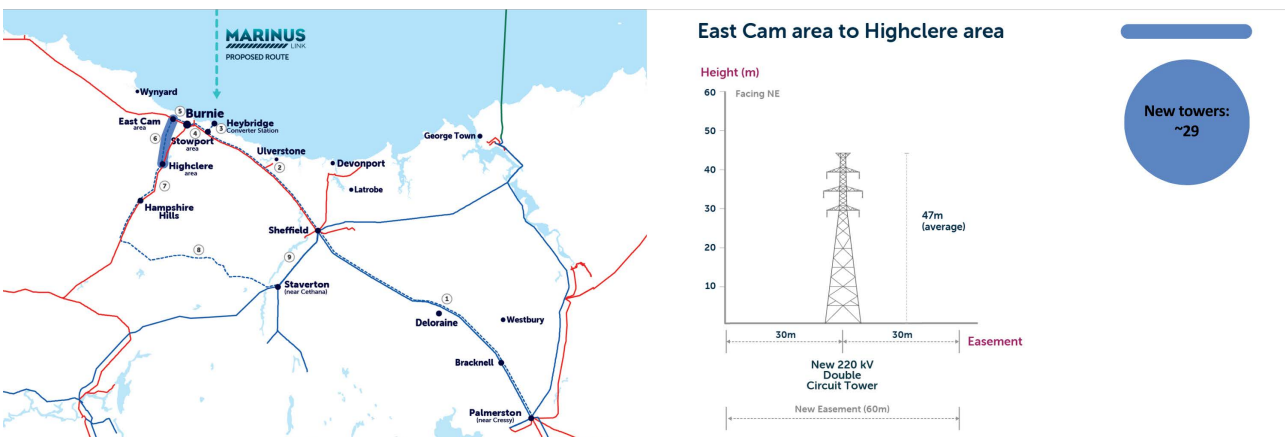 MARINUS
LINK
PROPOSED ROUTE
Wynyard
5
Burnie
East Cam
area
Heybridge
Converter Station
3
4
6
Stowport
area
George Town
Ulverstone
2
Devonport
Highclere
area
7
Latrobe
Hampshire
Hills
Sheffield
8
9
Staverton
(near Cethana)
1
Deloraine
Westbury
Bracknell
Palmerston
(near Cressy)
East Cam area to Highclere area
Height (m)
60
Facing NE
50
40
30
20
10
47m
(average)
30m
30m
Easement
New 220 kV
Double
Circuit Tower
New Easement (60m)
New towers:
~29